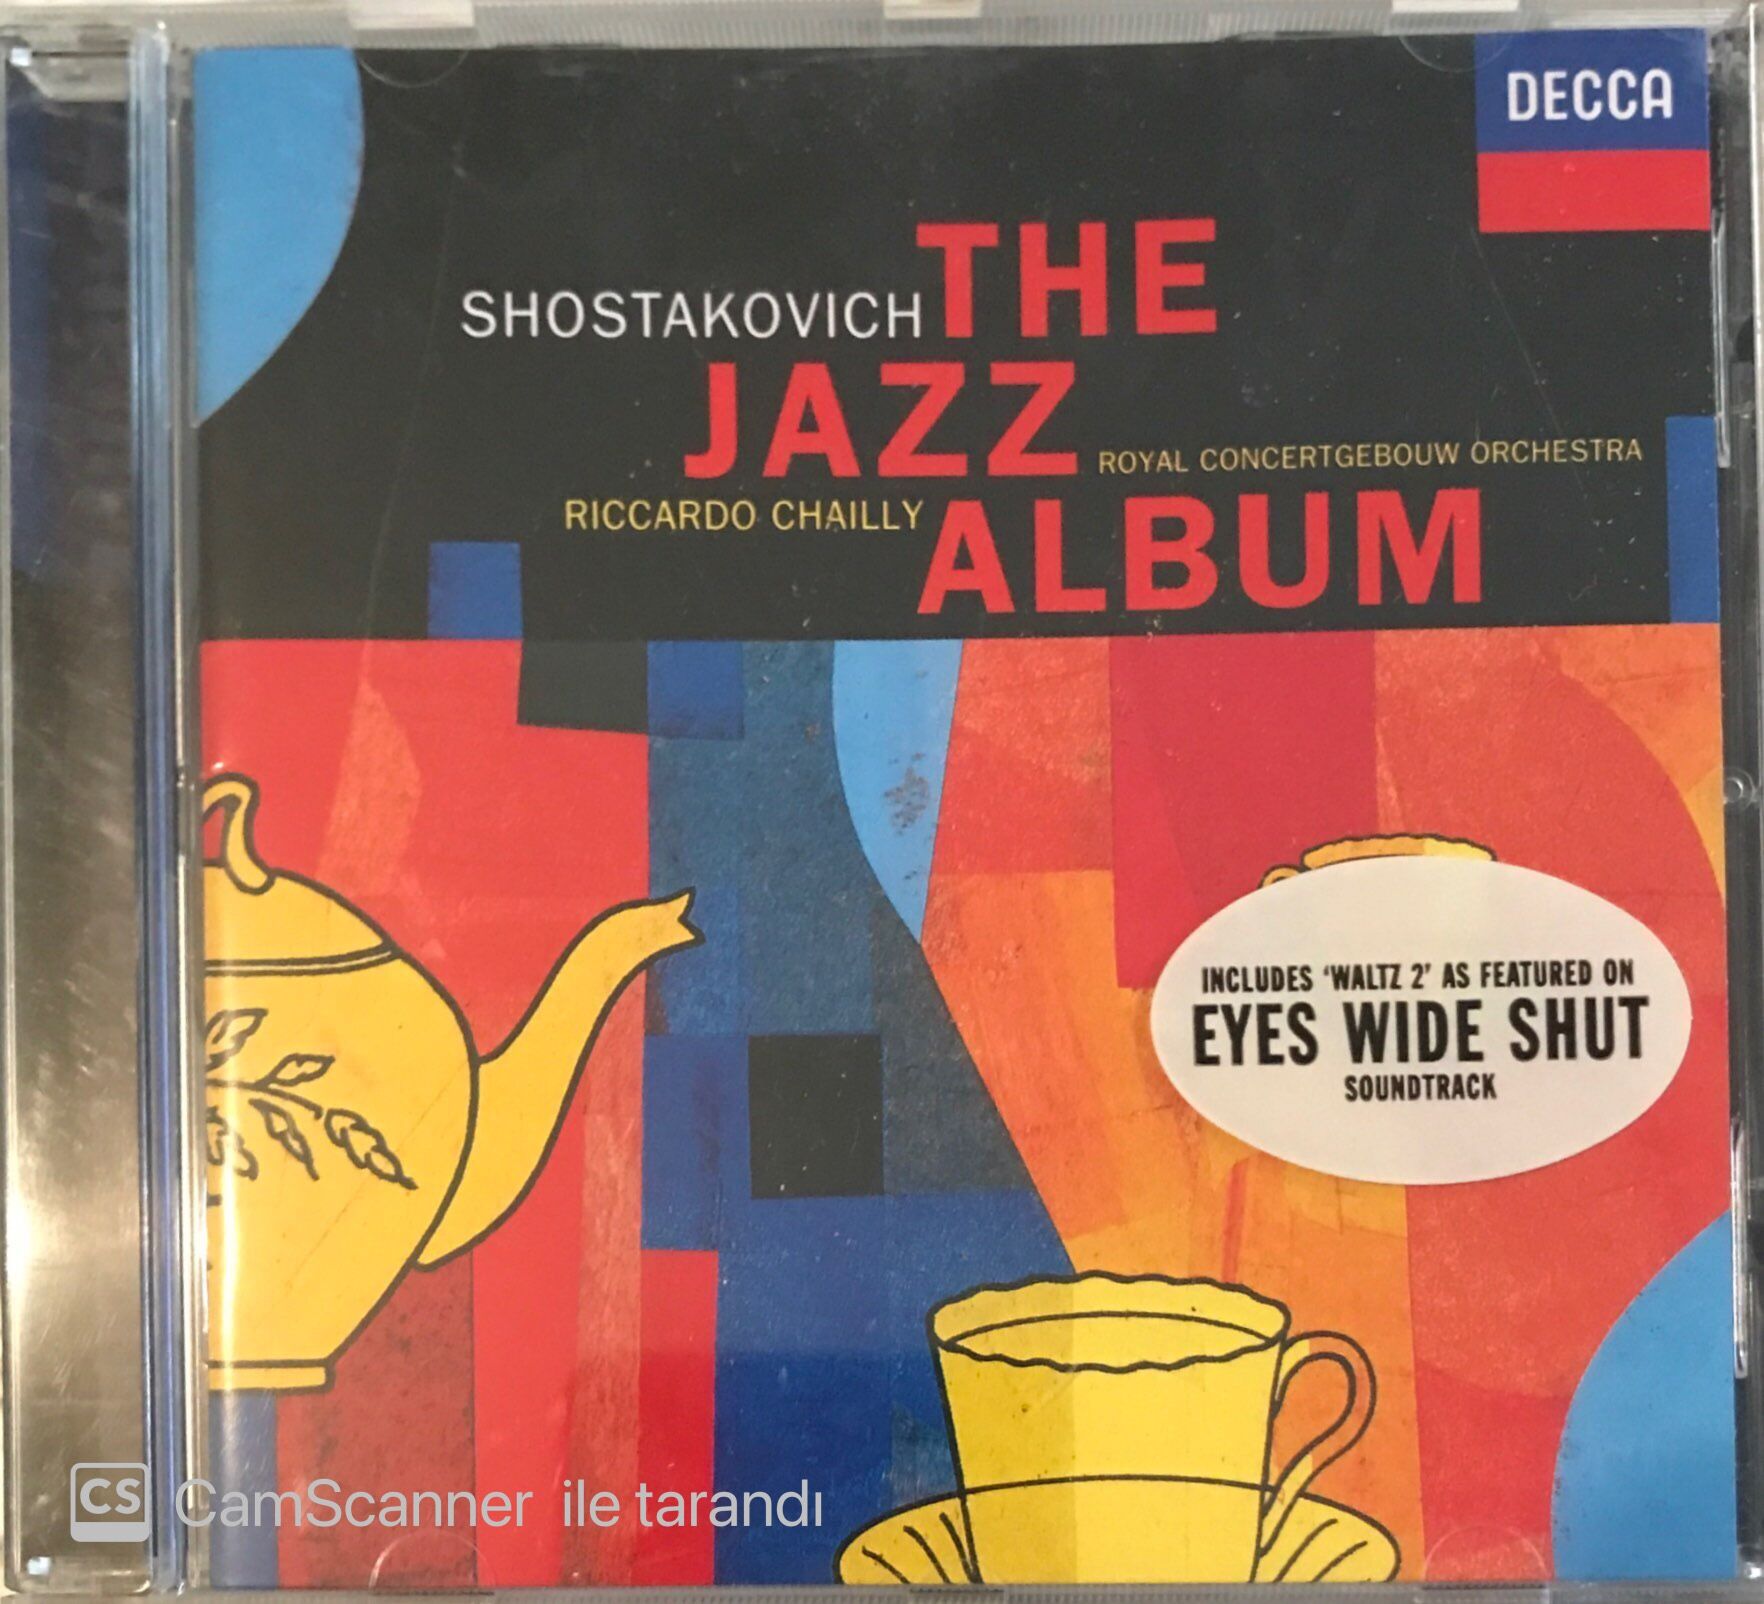 DECCA
SHOSTAKOVICH THE
JAZZ ROYAL CONCERTGEBOUW ORCHESTRA
RICCARDO CHAILLY ALBUM
INCLUDES ‘WALTZ 2’ AS FEATURED ON
EYES WIDE SHUT
SOUNDTRACK
CS CamScanner ile tarandı